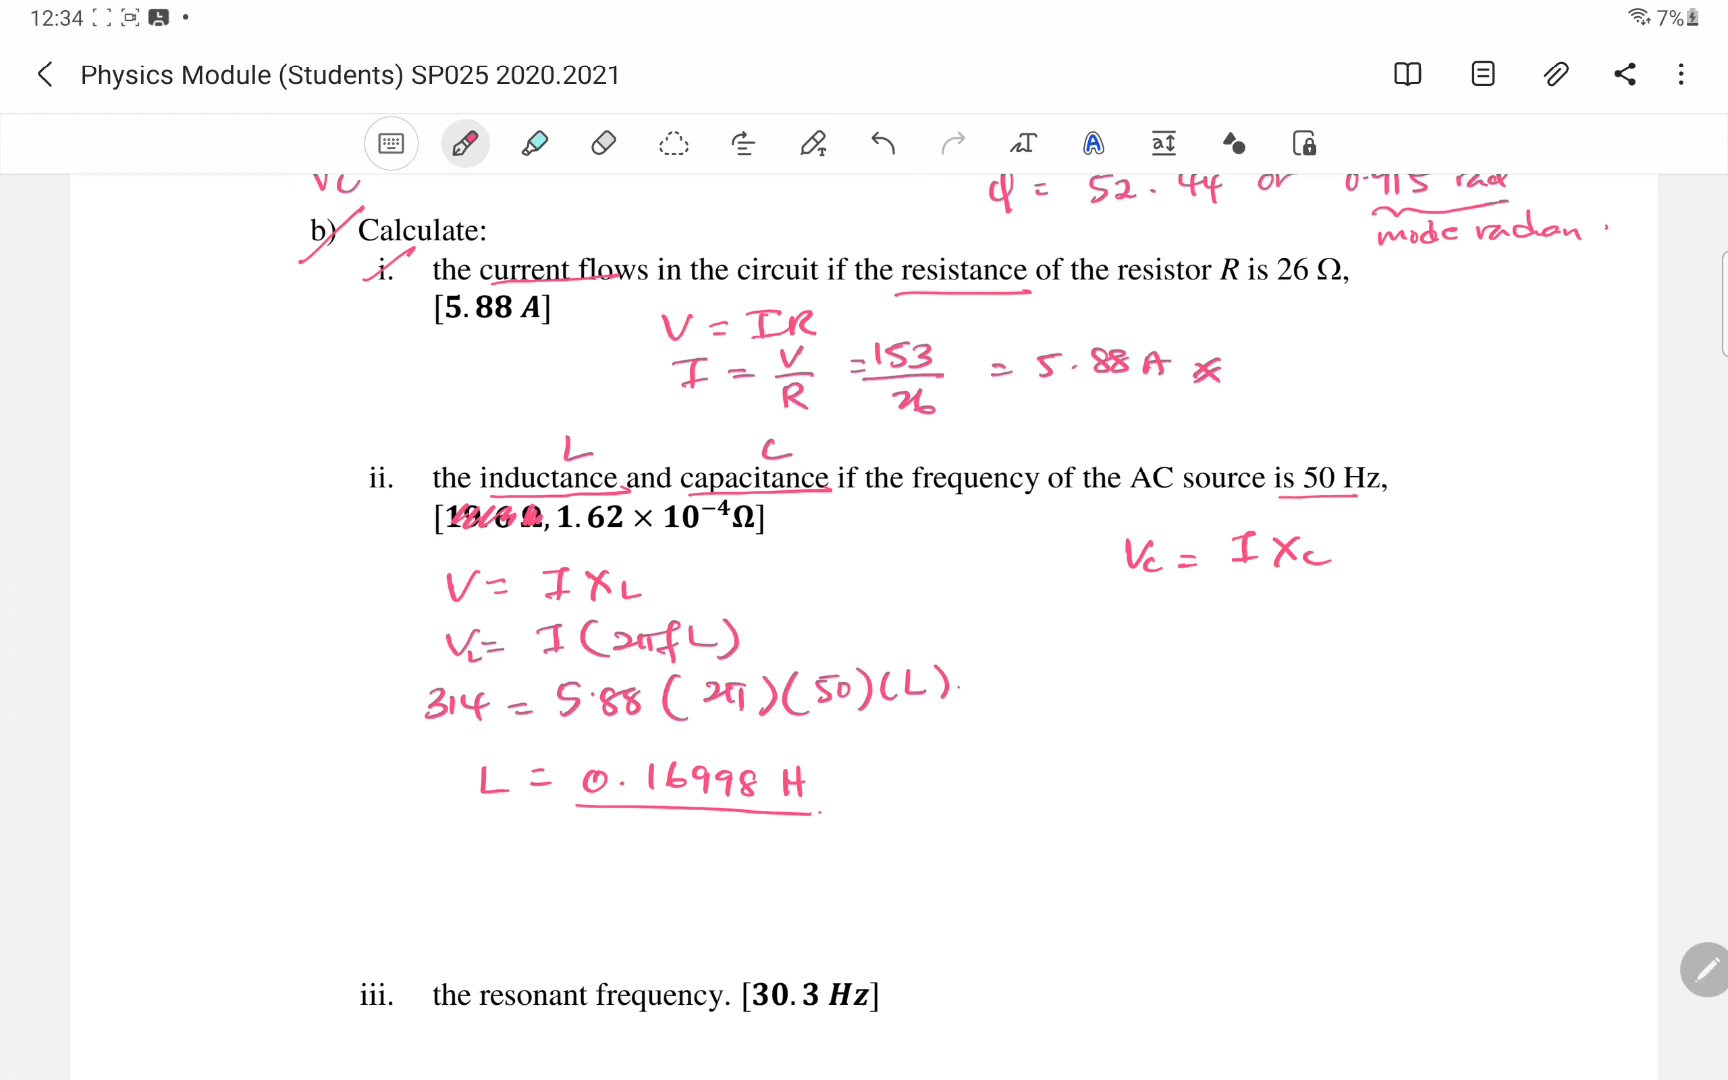 12:34
7%
Physics Module (Students) SP025 2020.2021
VC
φ = 52.44 or 0.915 rad
mode radian.
b) Calculate:
i. the current flows in the circuit if the resistance of the resistor R is 26 Ω,
[5.88 A]
V = IR
I = V/R = 153/26 = 5.88 A
L C
ii. the inductance and capacitance if the frequency of the AC source is 50 Hz,
, 1.62 × 10⁻⁴Ω]
V = I XL
Vc = I Xc
VL = I (2πfL)
314 = 5.88 (2π)(50)(L).
L = 0.16998 H
iii. the resonant frequency. [30.3 Hz]